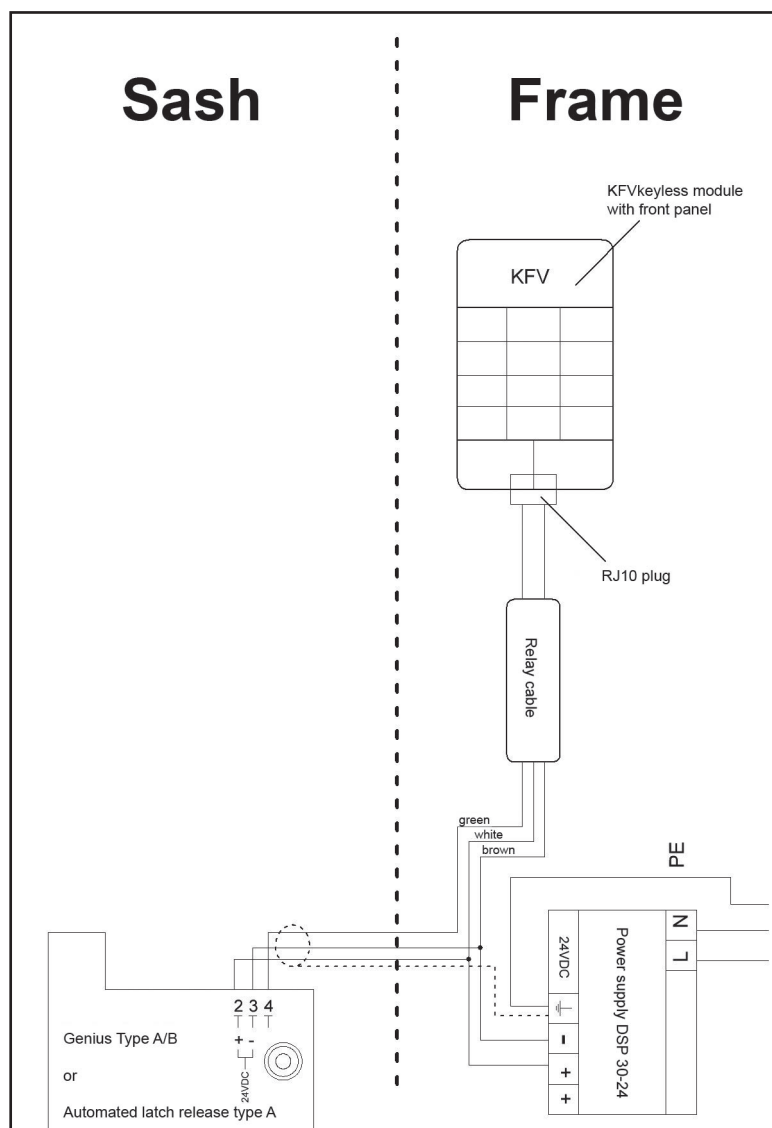 Sash
Frame
KFVkeyless module
with front panel
KFV
RJ10 plug
Relay cable
green
white
brown
PE
N
L
24VDC
Power supply DSP 30-24
-
+
+
2 3 4
+ -
24VDC
Genius Type A/B
or
Automated latch release type A